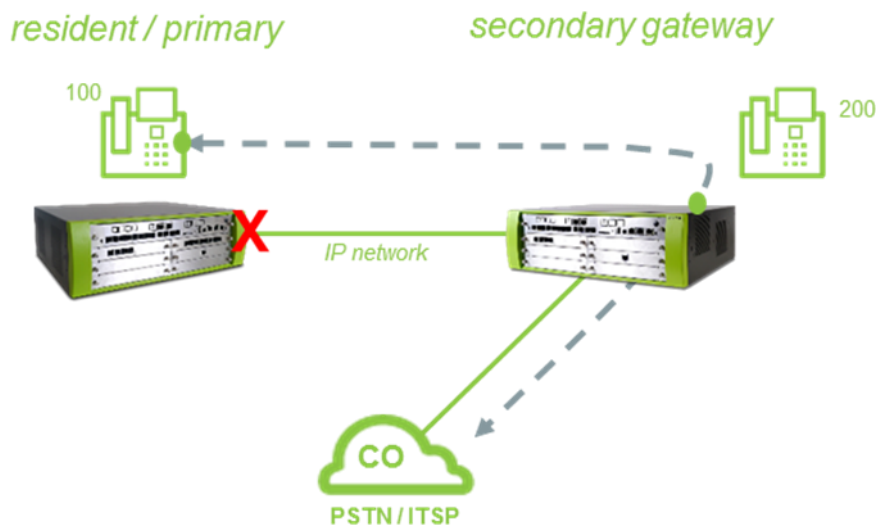 resident / primary
secondary gateway
100
200
X
IP network
CO
PSTN / ITSP